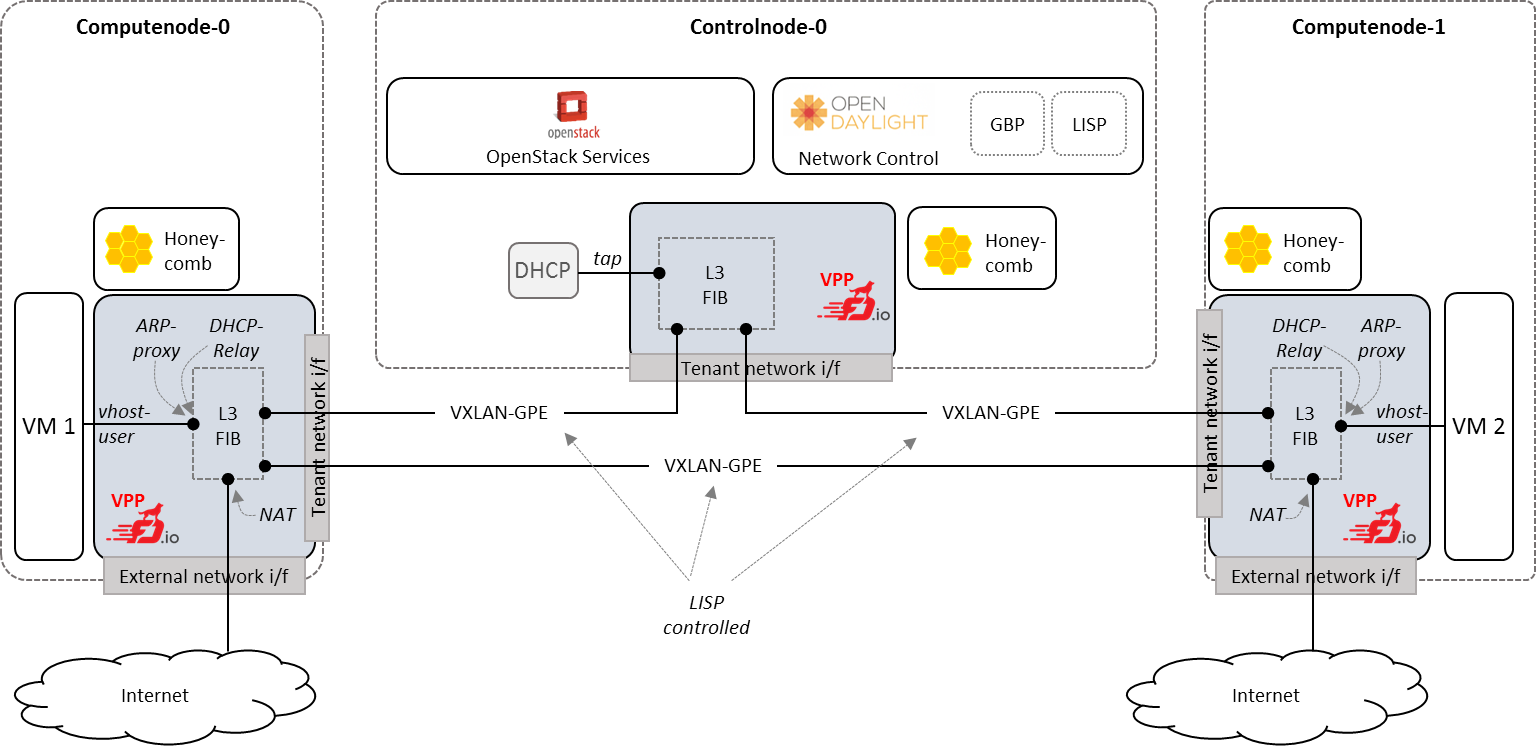 Computenode-0
Controlnode-0
Computenode-1
openstack
OpenStack Services
OPEN
DAYLIGHT
Network Control
GBP
LISP
Honey-
comb
DHCP
tap
L3
FIB
VPP
.io
Honey-
comb
Tenant network i/f
Honey-
comb
VM 1
vhost-
user
ARP-
proxy
DHCP-
Relay
L3
FIB
NAT
VPP
.io
Tenant network i/f
External network i/f
VXLAN-GPE
VXLAN-GPE
VXLAN-GPE
LISP
controlled
Tenant network i/f
DHCP-
Relay
ARP-
proxy
L3
FIB
vhost-
user
VM 2
NAT
VPP
.io
External network i/f
Internet
Internet